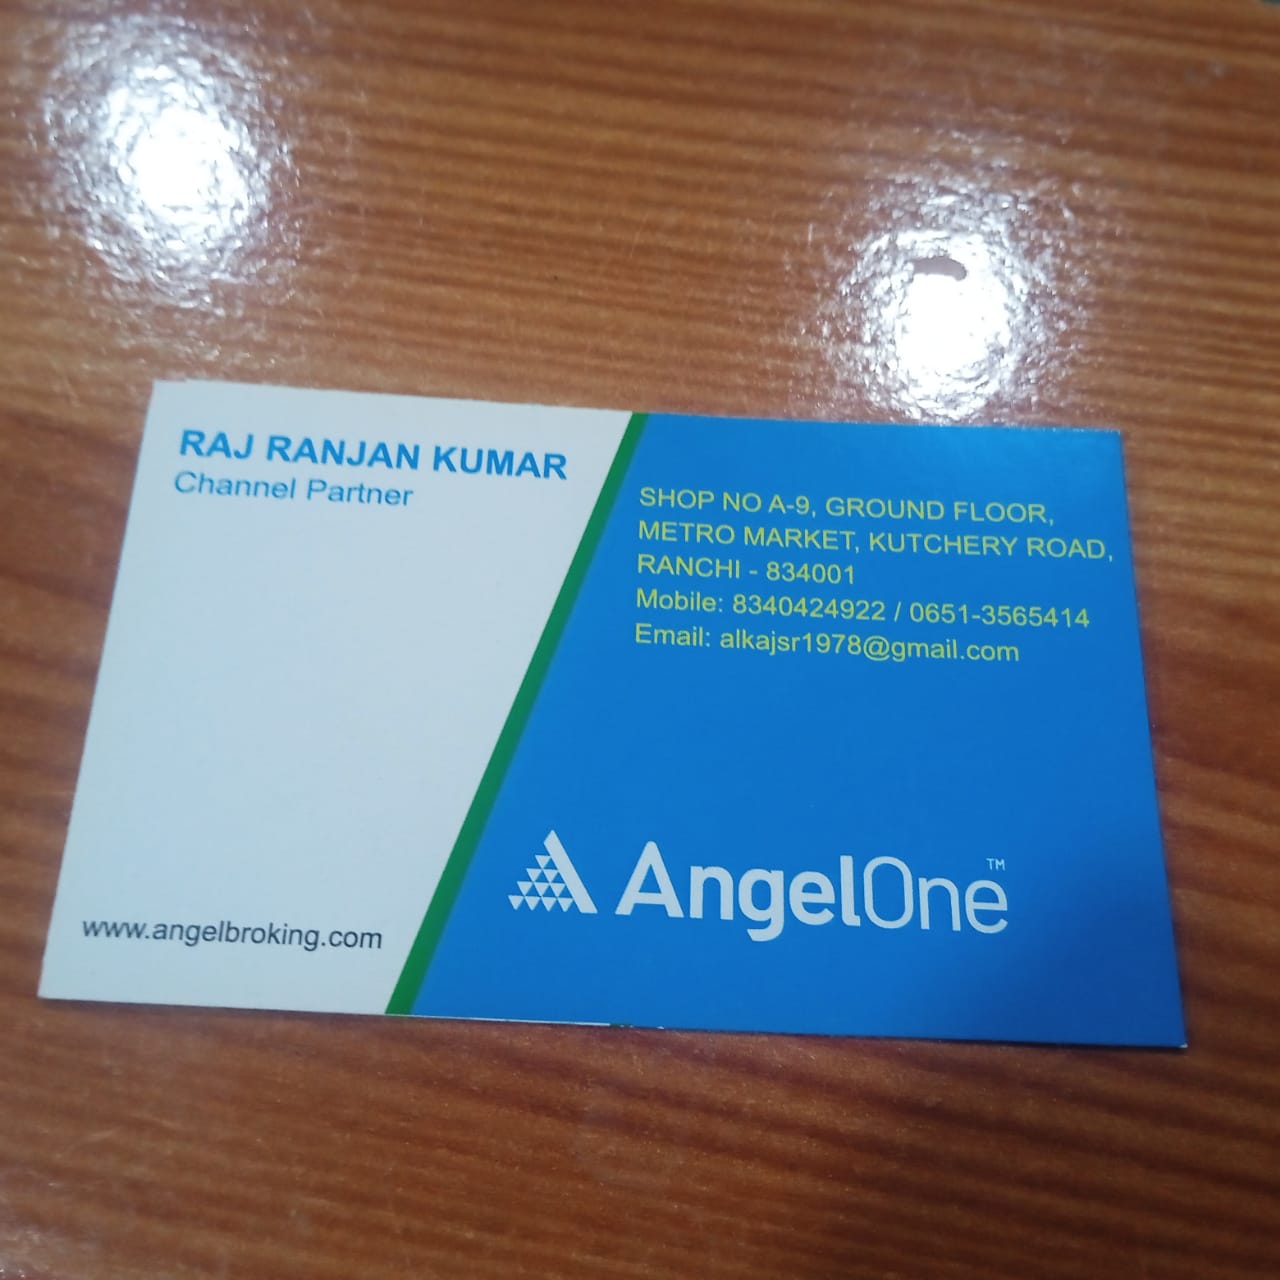 RAJ RANJAN KUMAR
Channel Partner
SHOP NO A-9, GROUND FLOOR,
METRO MARKET, KUTCHERY ROAD,
RANCHI - 834001
Mobile: 8340424922 / 0651-3565414
Email: alkajsr1978@gmail.com
AngelOne™
www.angelbroking.com